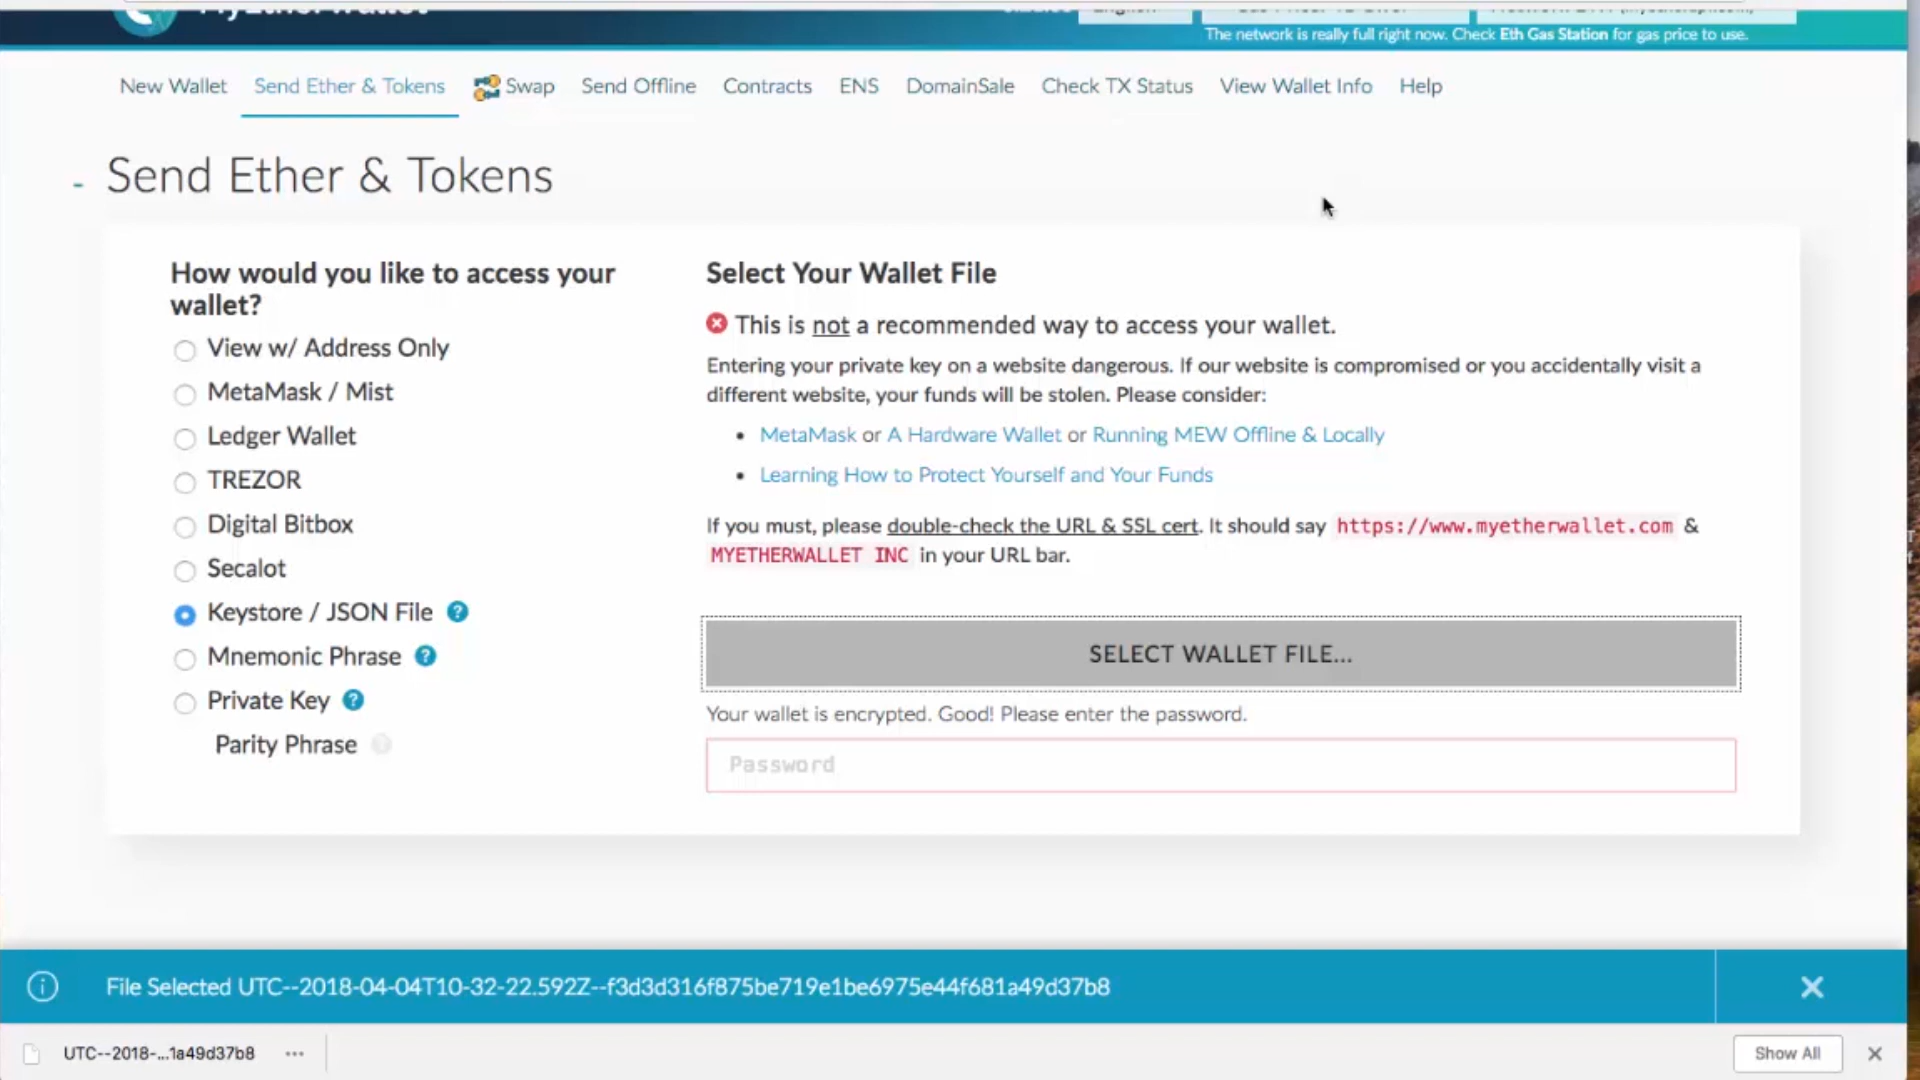 MyEtherWallet
English
The network is really full right now. Check Eth Gas Station for gas price to use.
New Wallet Send Ether & Tokens Swap Send Offline Contracts ENS DomainSale Check TX Status View Wallet Info Help
- Send Ether & Tokens
How would you like to access your
wallet?
View w/ Address Only
MetaMask / Mist
Ledger Wallet
TREZOR
Digital Bitbox
Secalot
Keystore / JSON File ?
Mnemonic Phrase ?
Private Key ?
Parity Phrase
Select Your Wallet File
This is not a recommended way to access your wallet.
Entering your private key on a website dangerous. If our website is compromised or you accidentally visit a
different website, your funds will be stolen. Please consider:
• MetaMask or A Hardware Wallet or Running MEW Offline & Locally
• Learning How to Protect Yourself and Your Funds
If you must, please double-check the URL & SSL cert. It should say https://www.myetherwallet.com &
MYETHERWALLET INC in your URL bar.
SELECT WALLET FILE...
Your wallet is encrypted. Good! Please enter the password.
Password
File Selected UTC--2018-04-04T10-32-22.592Z--f3d3d316f875be719e1be6975e44f681a49d37b8
UTC--2018-...1a49d37b8
Show All